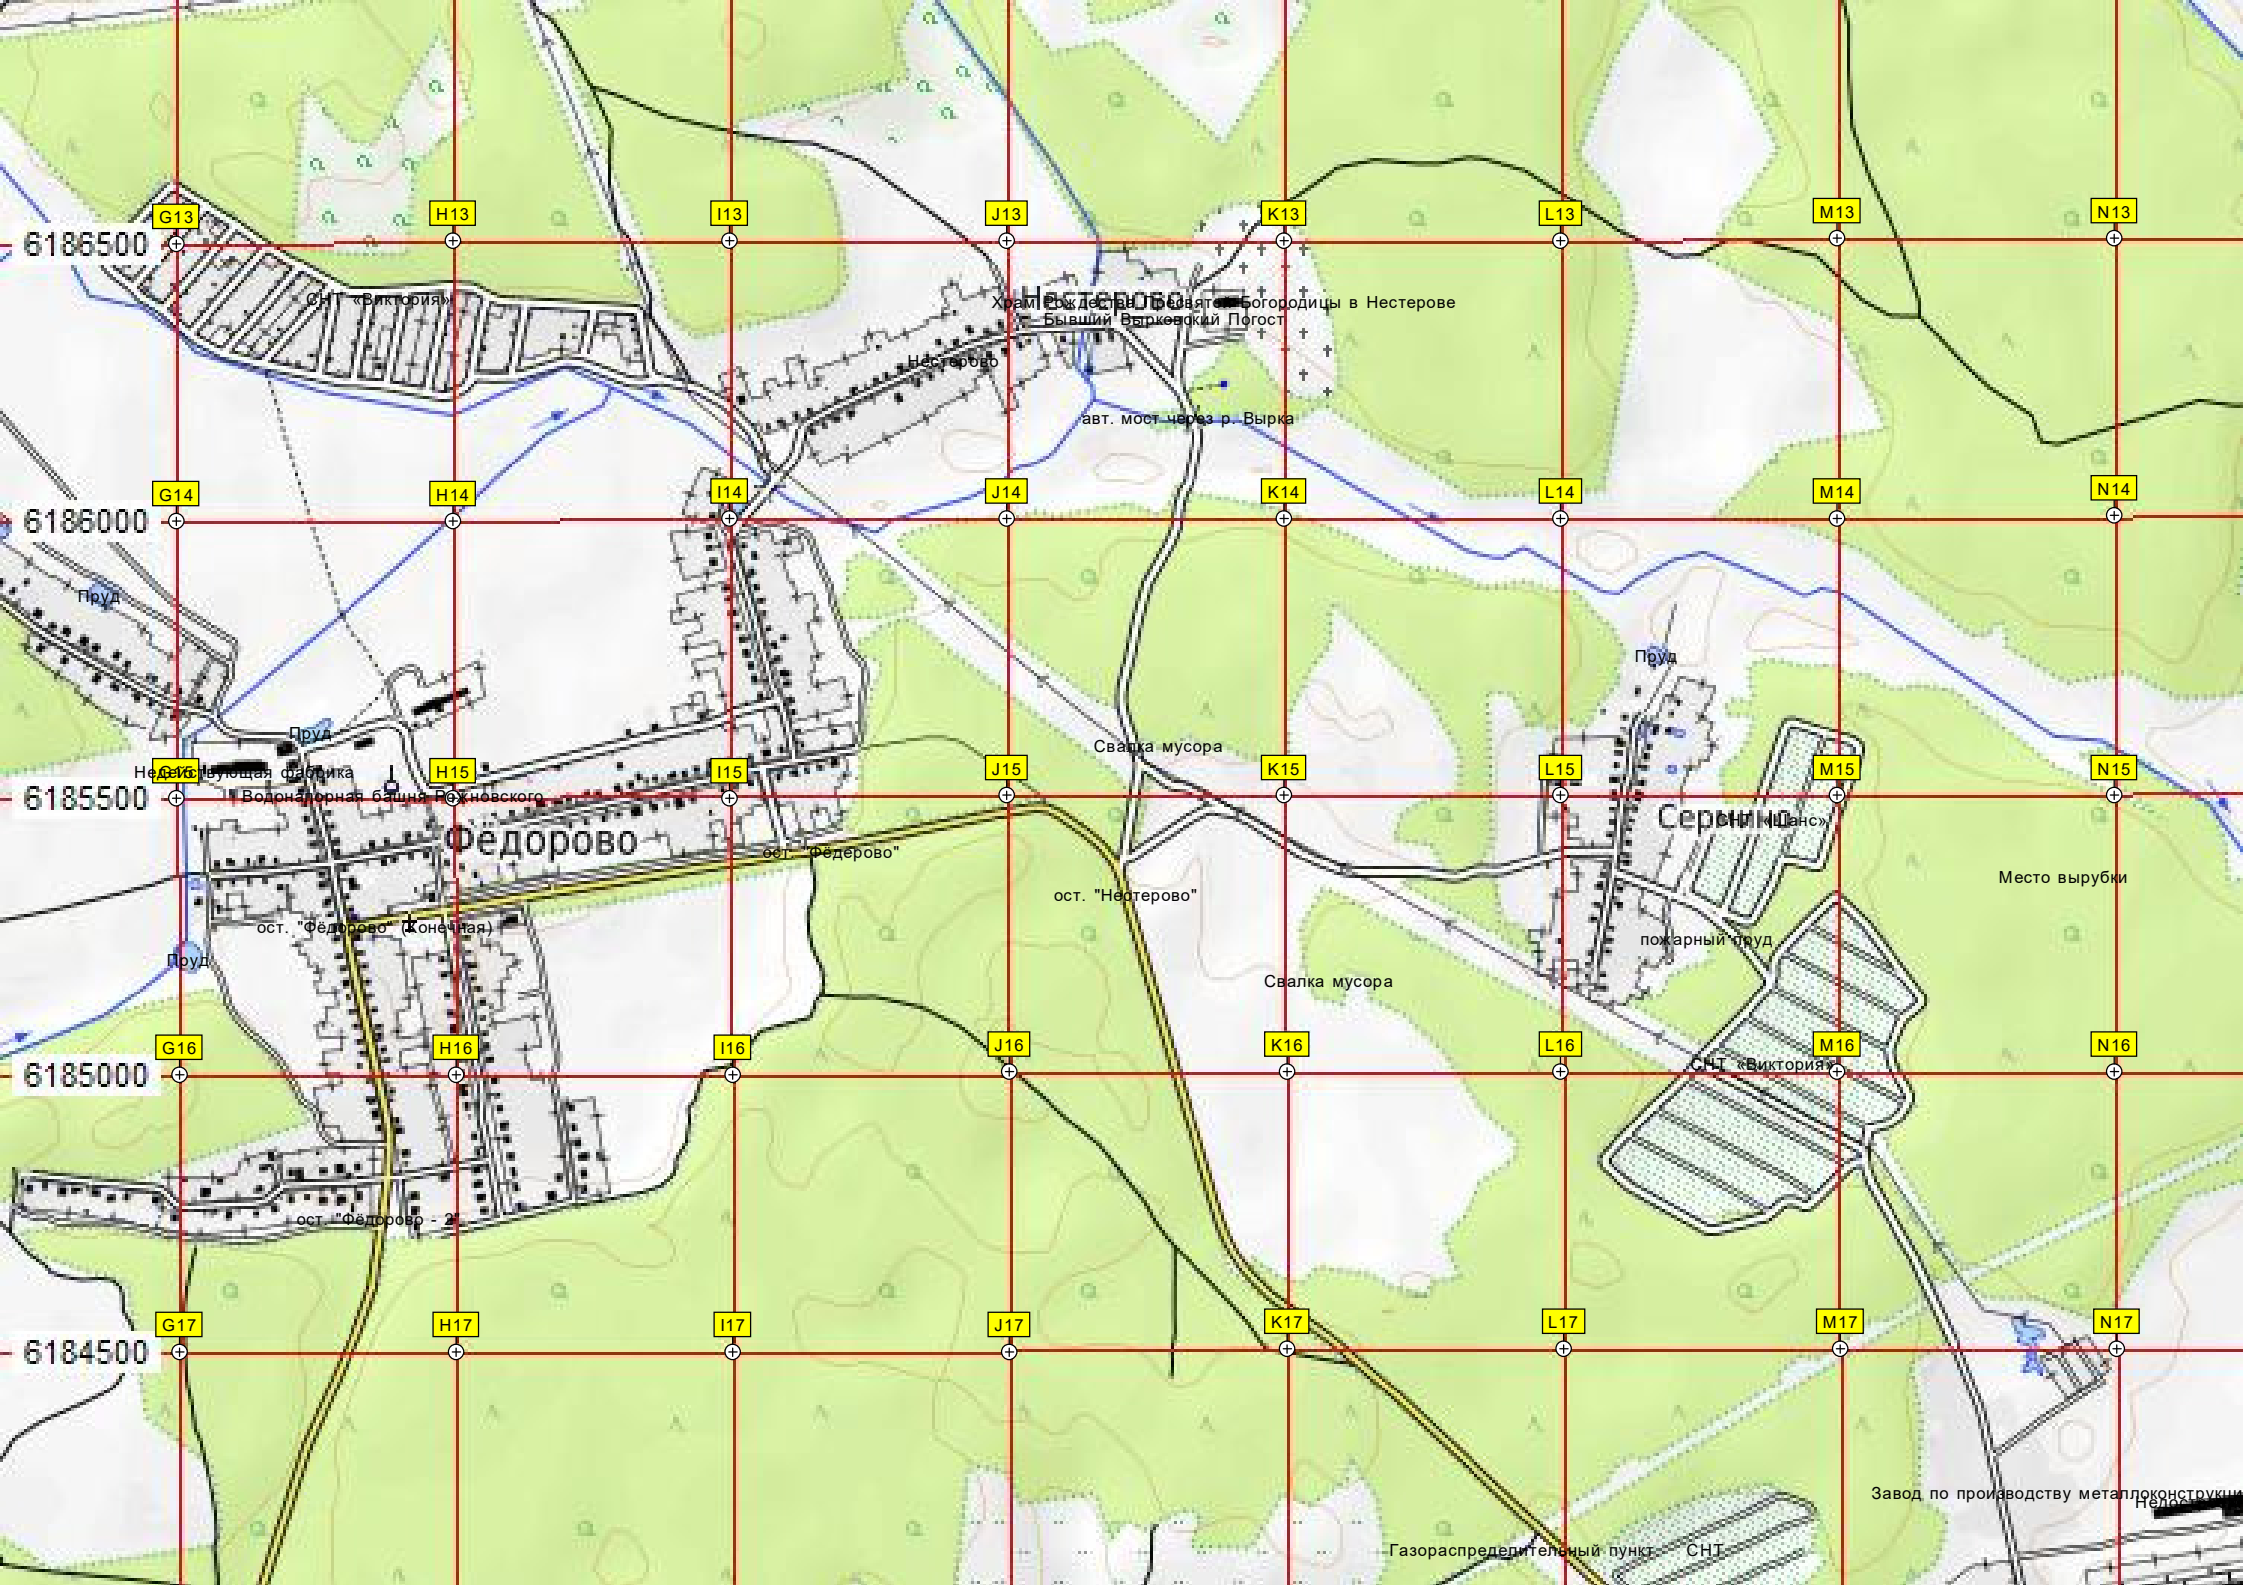 G13 H13 I13 J13 K13 L13 M13 N13
6186500
СНТ «Виктория»
Нестерово
Храм Рождества Пресвятой Богородицы в Нестерове
Бывший Вырковский Погост
Нестерово
авт. мост через р. Вырка
G14 H14 I14 J14 K14 L14 M14 N14
6186000
Пруд
Пруд
Пруд
Свалка мусора
Недействующая фабрика
G15 H15 I15 J15 K15 L15 M15 N15
6185500
Водонапорная башня Рожновского
СНТ «Шанс»
Фёдорово
ост. "Фёдерово"
Место вырубки
ост. "Нестерово"
ост. "Фёдорово" (конечная)
пожарный пруд
Пруд
Свалка мусора
G16 H16 I16 J16 K16 L16 M16 N16
СНТ «Виктория»
6185000
ост. "Фёдорово - 2"
G17 H17 I17 J17 K17 L17 M17 N17
6184500
Завод по производству металлоконструкци
Газораспределительный пункт
СНТ